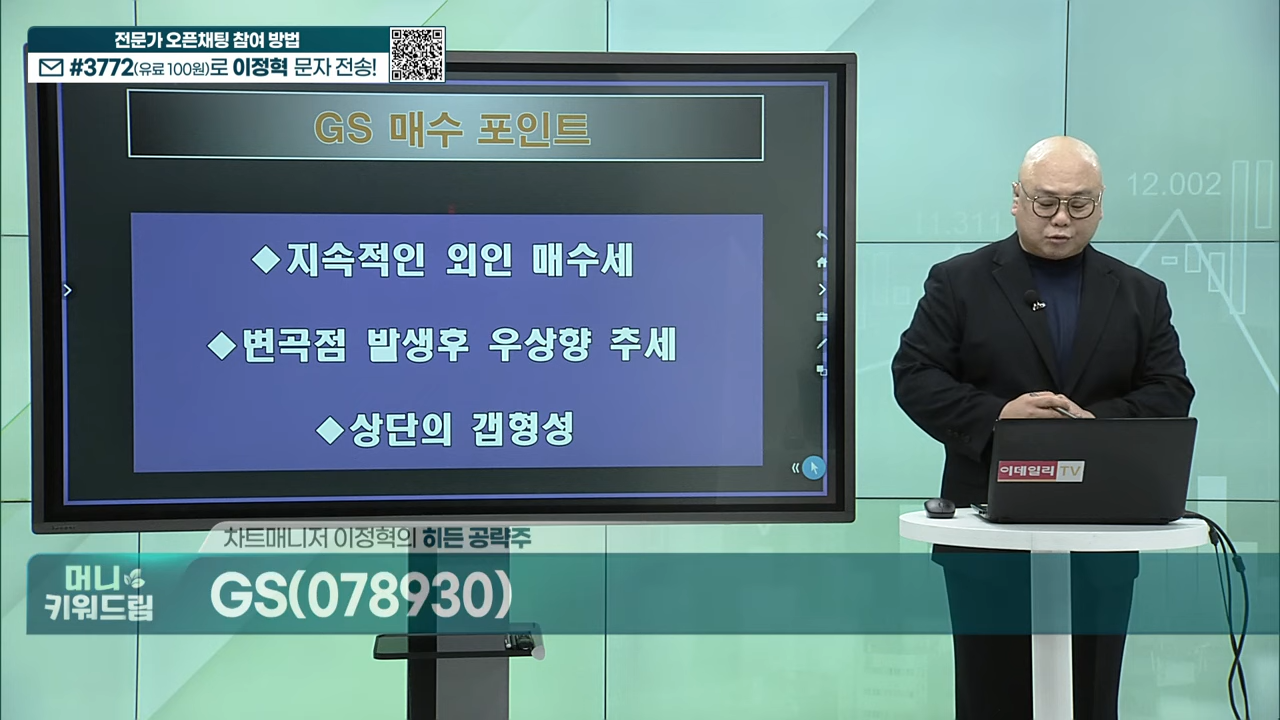 전문가 오픈채팅 참여 방법
#3772(유료 100원)로 이정혁 문자 전송!
GS 매수 포인트
◆지속적인 외인 매수세
◆변곡점 발생후 우상향 추세
◆상단의 갭형성
12.002
11.311
이데일리 TV
차트매니저 이정혁의 히든 공략주
머니
키워드림
GS(078930)